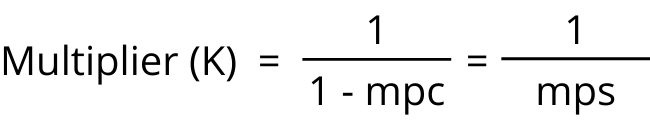 Multiplier (K) = 1 / 1 - mpc = 1 / mps